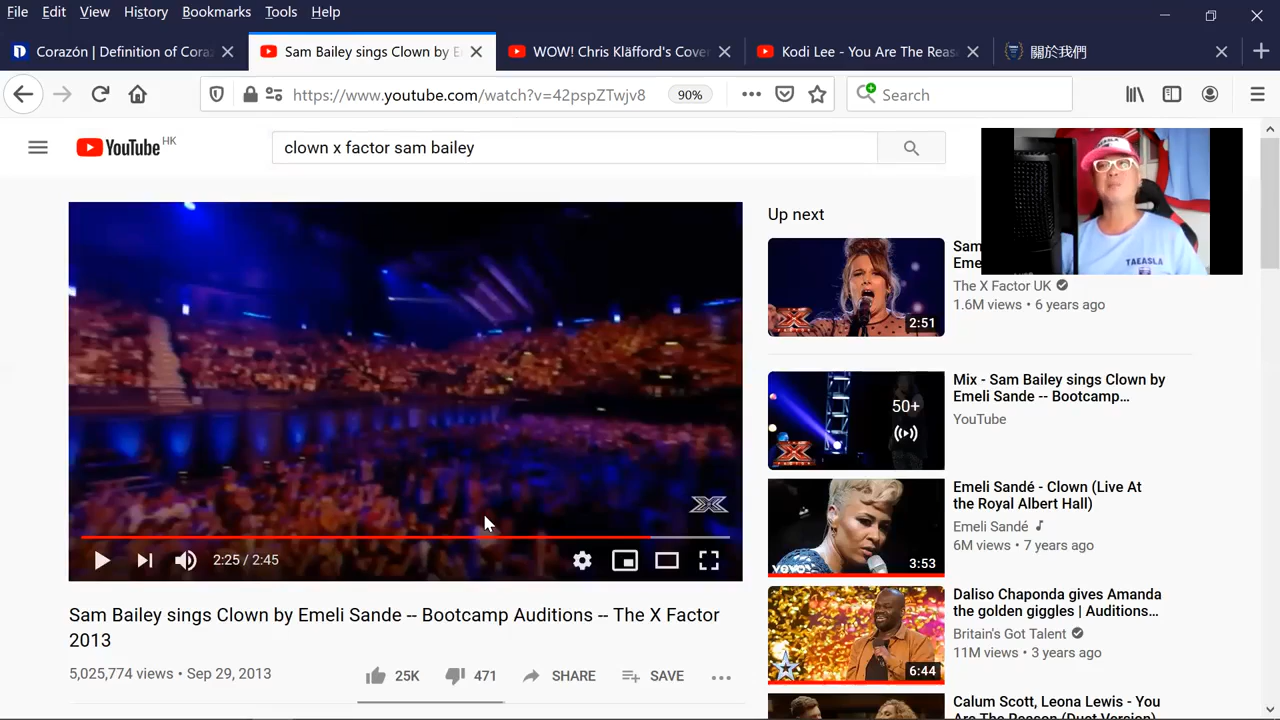 File Edit View History Bookmarks Tools Help
Corazón | Definition of Cora
Sam Bailey sings Clown by E
WOW! Chris Kläfford's Cover
Kodi Lee - You Are The Reas
關於我們
https://www.youtube.com/watch?v=42pspZTwjv8
90%
Search
YouTube HK
clown x factor sam bailey
TAEASLA
Up next
Sam
Eme
The X Factor UK
1.6M views • 6 years ago
2:51
Mix - Sam Bailey sings Clown by
Emeli Sande -- Bootcamp...
YouTube
50+
Emeli Sandé - Clown (Live At
the Royal Albert Hall)
Emeli Sandé
6M views • 7 years ago
vevo
3:53
Daliso Chaponda gives Amanda
the golden giggles | Auditions...
Britain's Got Talent
11M views • 3 years ago
6:44
Calum Scott, Leona Lewis - You
Are The Reason (Duet Version)
2:25 / 2:45
Sam Bailey sings Clown by Emeli Sande -- Bootcamp Auditions -- The X Factor
2013
5,025,774 views • Sep 29, 2013
25K
471
SHARE
SAVE